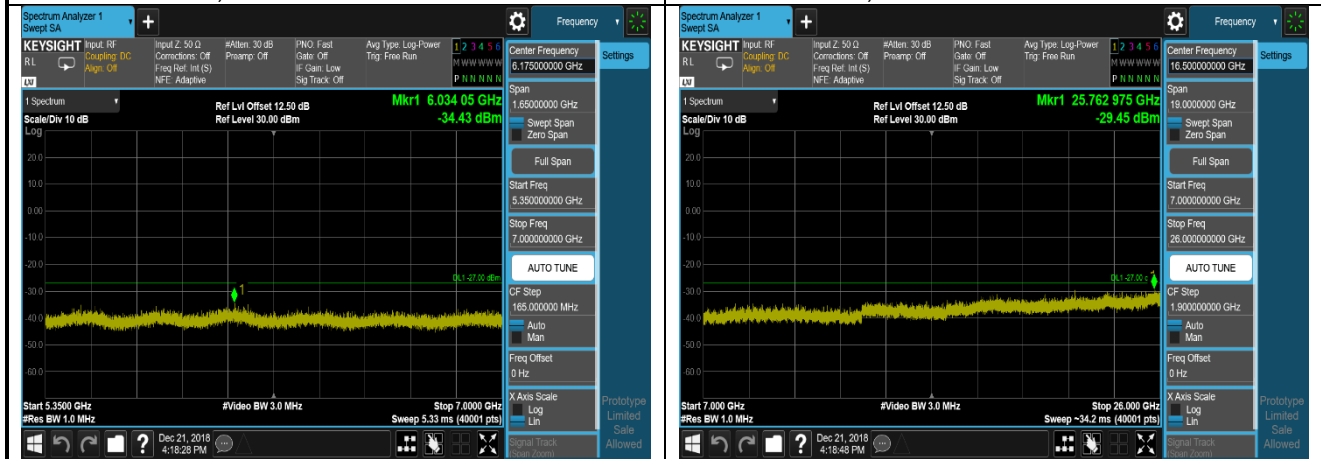 Spectrum Analyzer 1
Swept SA
Frequency
KEYSIGHT
RL
LXI
Input: RF
Coupling: DC
Align: Off
Input Z: 50 Ω
Corrections: Off
Freq Ref: Int (S)
NFE: Adaptive
#Atten: 30 dB
Preamp: Off
PNO: Fast
Gate: Off
IF Gain: Low
Sig Track: Off
Avg Type: Log-Power
Trig: Free Run
1 2 3 4 5 6
M W W W W W
P N N N N N
1 Spectrum
Scale/Div 10 dB
Log
Ref Lvl Offset 12.50 dB
Ref Level 30.00 dBm
Mkr1 6.034 05 GHz
-34.43 dBm
20.0
10.0
0.00
-10.0
-20.0
-30.0
-40.0
-50.0
-60.0
DL1 -27.00 dBm
1
Start 5.3500 GHz
#Res BW 1.0 MHz
#Video BW 3.0 MHz
Stop 7.0000 GHz
Sweep 5.33 ms (40001 pts)
Dec 21, 2018
4:18:28 PM
Center Frequency
6.175000000 GHz
Settings
Span
1.65000000 GHz
Swept Span
Zero Span
Full Span
Start Freq
5.350000000 GHz
Stop Freq
7.000000000 GHz
AUTO TUNE
CF Step
165.000000 MHz
Auto
Man
Freq Offset
0 Hz
X Axis Scale
Log
Lin
Signal Track
(Span Zoom)
Prototype
Limited
Sale
Allowed
Spectrum Analyzer 1
Swept SA
Frequency
KEYSIGHT
RL
LXI
Input: RF
Coupling: DC
Align: Off
Input Z: 50 Ω
Corrections: Off
Freq Ref: Int (S)
NFE: Adaptive
#Atten: 30 dB
Preamp: Off
PNO: Fast
Gate: Off
IF Gain: Low
Sig Track: Off
Avg Type: Log-Power
Trig: Free Run
1 2 3 4 5 6
M W W W W W
P N N N N N
1 Spectrum
Scale/Div 10 dB
Log
Ref Lvl Offset 12.50 dB
Ref Level 30.00 dBm
Mkr1 25.762 975 GHz
-29.45 dBm
20.0
10.0
0.00
-10.0
-20.0
-30.0
-40.0
-50.0
-60.0
DL1 -27.00
1
Start 7.000 GHz
#Res BW 1.0 MHz
#Video BW 3.0 MHz
Stop 26.000 GHz
Sweep ~34.2 ms (40001 pts)
Dec 21, 2018
4:18:48 PM
Center Frequency
16.500000000 GHz
Settings
Span
19.0000000 GHz
Swept Span
Zero Span
Full Span
Start Freq
7.000000000 GHz
Stop Freq
26.000000000 GHz
AUTO TUNE
CF Step
1.900000000 GHz
Auto
Man
Freq Offset
0 Hz
X Axis Scale
Log
Lin
Signal Track
(Span Zoom)
Prototype
Limited
Sale
Allowed